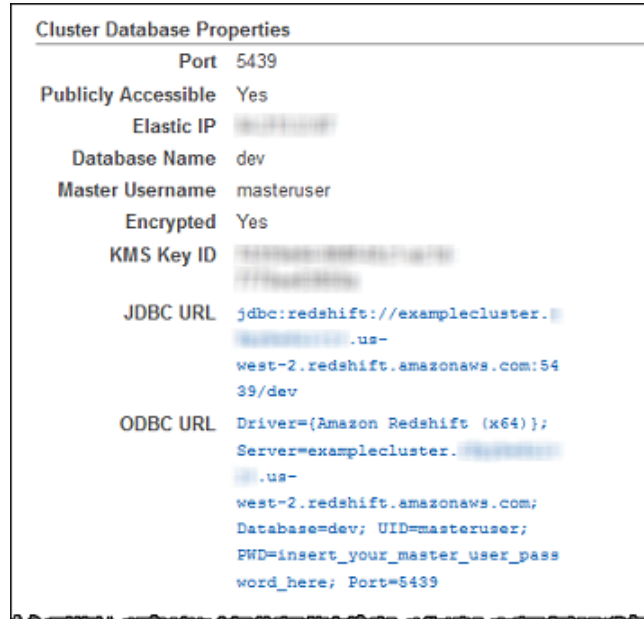 Cluster Database Properties
Port 5439
Publicly Accessible Yes
Elastic IP
Database Name dev
Master Username masteruser
Encrypted Yes
KMS Key ID
JDBC URL jdbc:redshift://examplecluster.
.us-
west-2.redshift.amazonaws.com:54
39/dev
ODBC URL Driver={Amazon Redshift (x64)};
Server=examplecluster.
.us-
west-2.redshift.amazonaws.com;
Database=dev; UID=masteruser;
PWD=insert_your_master_user_pass
word_here; Port=5439